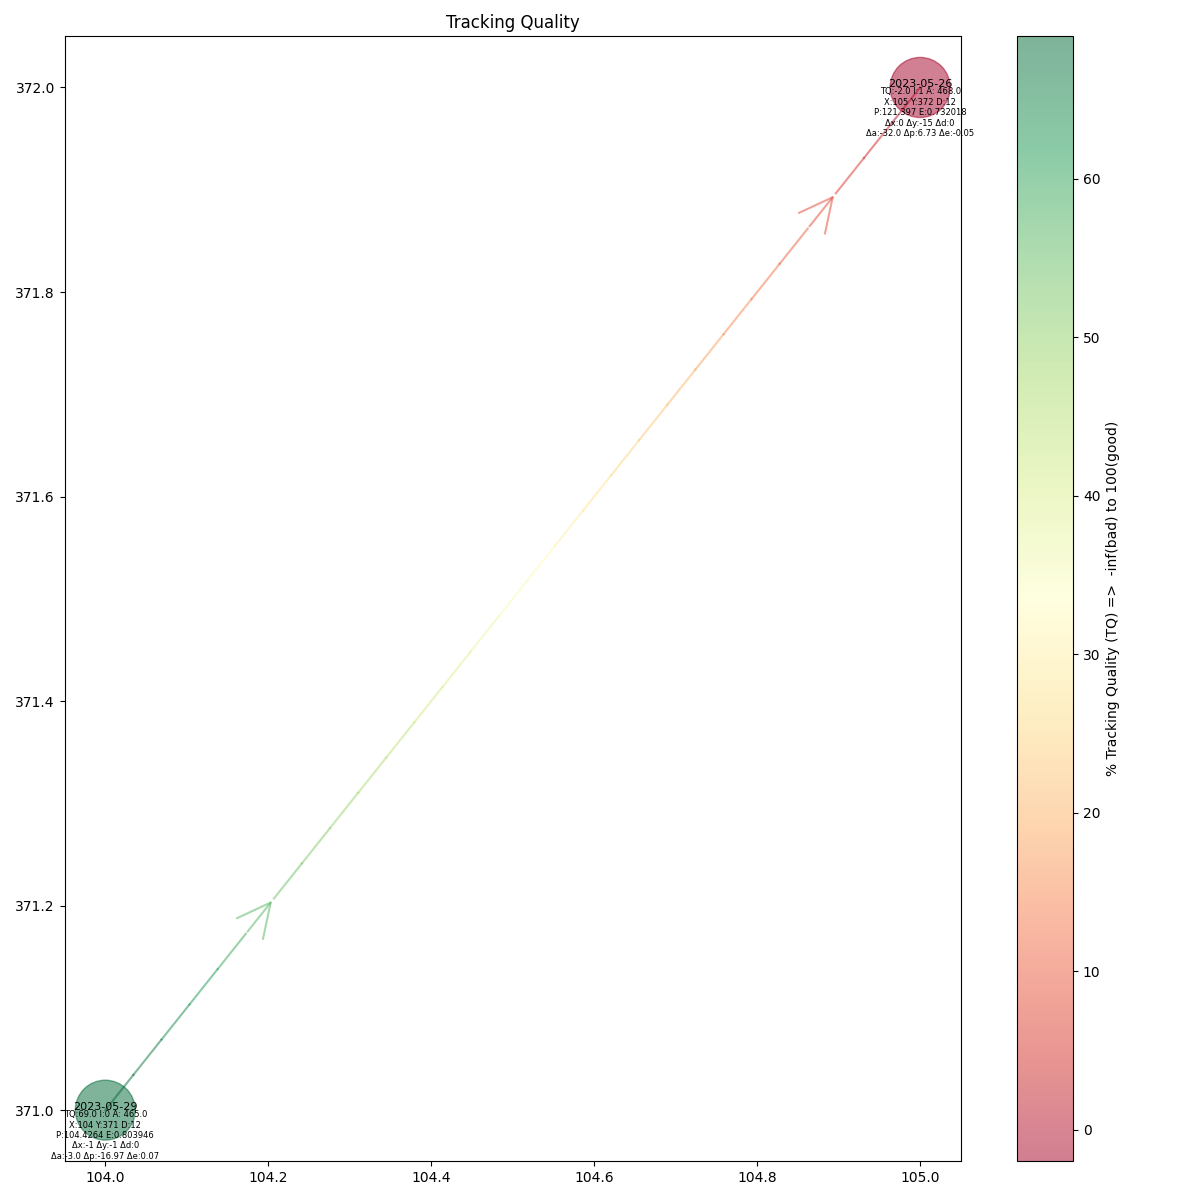 Tracking Quality
372.0
371.8
371.6
371.4
371.2
371.0
104.0
104.2
104.4
104.6
104.8
105.0
2023-05-26
TQ:-2.0 I:1 A: 468.0
X:105 Y:372 D:12
P:121.397 E:0.732018
Δx:0 Δy:-15 Δd:0
Δa:-32.0 Δp:6.73 Δe:-0.05
2023-05-29
TQ:69.0 I:0 A: 465.0
X:104 Y:371 D:12
P:104.4264 E:0.803946
Δx:-1 Δy:-1 Δd:0
Δa:-3.0 Δp:-16.97 Δe:0.07
60
50
40
30
20
10
0
% Tracking Quality (TQ) => -inf(bad) to 100(good)